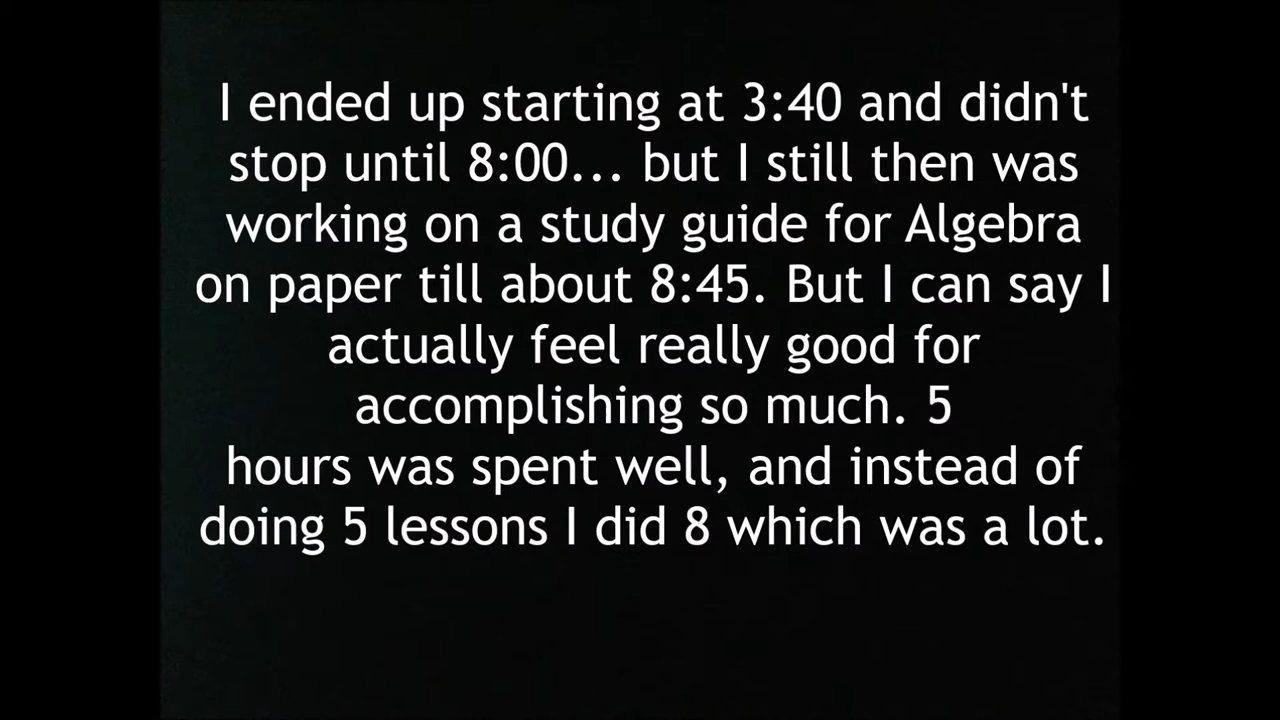 I ended up starting at 3:40 and didn't
stop until 8:00... but I still then was
working on a study guide for Algebra
on paper till about 8:45. But I can say I
actually feel really good for
accomplishing so much. 5
hours was spent well, and instead of
doing 5 lessons I did 8 which was a lot.